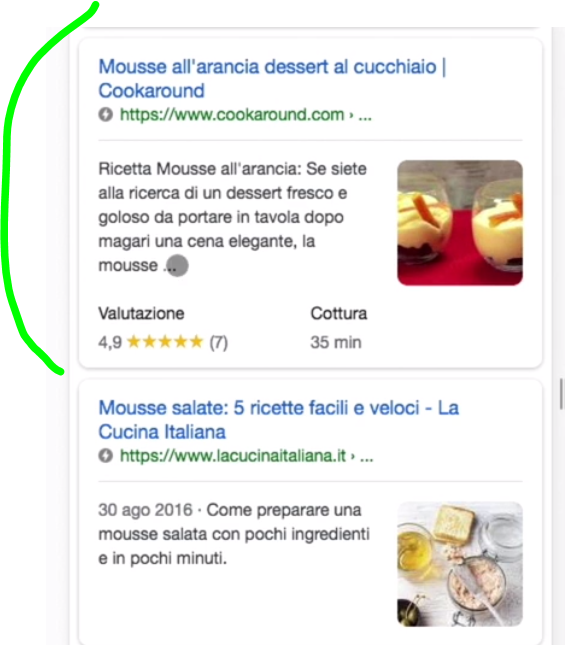 Mousse all'arancia dessert al cucchiaio |
Cookaround
https://www.cookaround.com › ...
Ricetta Mousse all'arancia: Se siete
alla ricerca di un dessert fresco e
goloso da portare in tavola dopo
magari una cena elegante, la
mousse ...
Valutazione Cottura
4,9 ★★★★★ (7) 35 min
Mousse salate: 5 ricette facili e veloci - La
Cucina Italiana
https://www.lacucinaitaliana.it › ...
30 ago 2016 · Come preparare una
mousse salata con pochi ingredienti
e in pochi minuti.